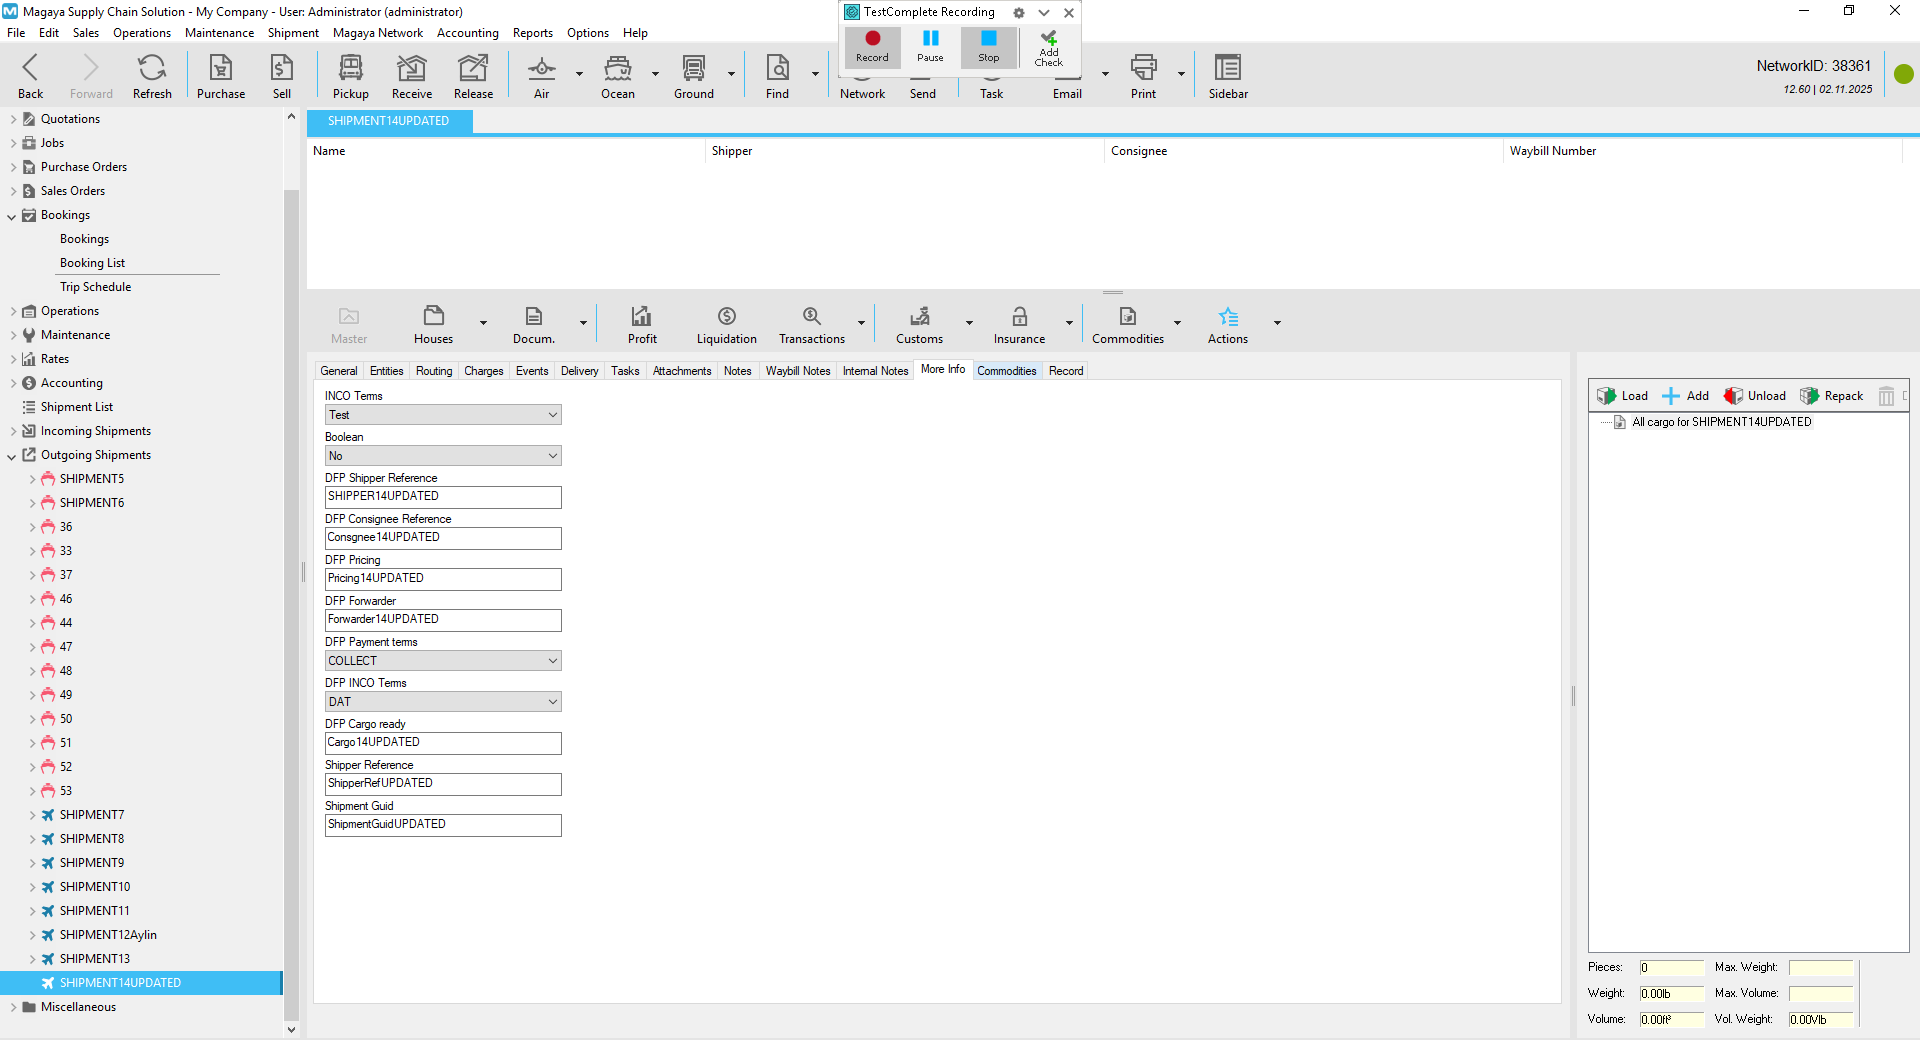 Magaya Supply Chain Solution - My Company - User: Administrator (administrator)
TestComplete Recording
File Edit Sales Operations Maintenance Shipment Magaya Network Accounting Reports Options Help
Record Pause Stop Add Check
Back Forward Refresh Purchase Sell Pickup Receive Release Air Ocean Ground Find Network Send Task Email Print Sidebar
NetworkID: 38361
12.60 | 02.11.2025
Quotations
Jobs
Purchase Orders
Sales Orders
Bookings
Bookings
Booking List
Trip Schedule
Operations
Maintenance
Rates
Accounting
Shipment List
Incoming Shipments
Outgoing Shipments
SHIPMENT5
SHIPMENT6
36
33
37
46
44
47
48
49
50
51
52
53
SHIPMENT7
SHIPMENT8
SHIPMENT9
SHIPMENT10
SHIPMENT11
SHIPMENT12Aylin
SHIPMENT13
SHIPMENT14UPDATED
Miscellaneous
SHIPMENT14UPDATED
Name Shipper Consignee Waybill Number
Master Houses Docum. Profit Liquidation Transactions Customs Insurance Commodities Actions
General Entities Routing Charges Events Delivery Tasks Attachments Notes Waybill Notes Internal Notes More Info Commodities Record
INCO Terms
Test
Boolean
No
DFP Shipper Reference
SHIPPER14UPDATED
DFP Consignee Reference
Consgnee14UPDATED
DFP Pricing
Pricing14UPDATED
DFP Forwarder
Forwarder14UPDATED
DFP Payment terms
COLLECT
DFP INCO Terms
DAT
DFP Cargo ready
Cargo14UPDATED
Shipper Reference
ShipperRefUPDATED
Shipment Guid
ShipmentGuidUPDATED
Load Add Unload Repack
All cargo for SHIPMENT14UPDATED
Pieces: 0 Max. Weight:
Weight: 0.00lb Max. Volume:
Volume: 0.00ft³ Vol. Weight: 0.00Vlb